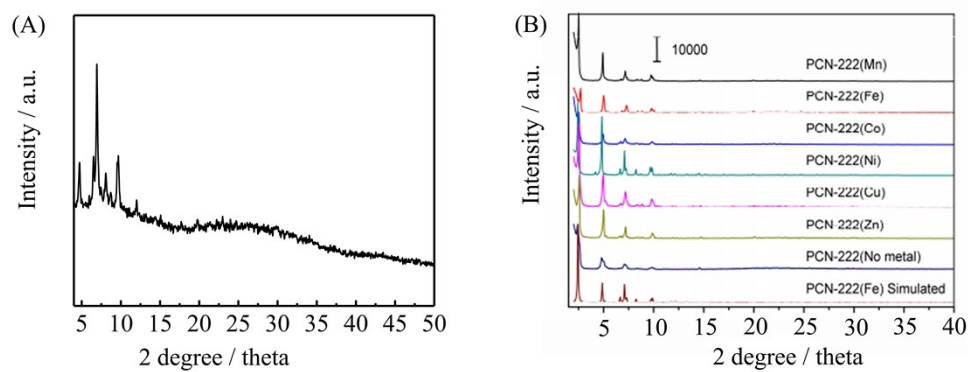 (A)
Intensity / a.u.
5 10 15 20 25 30 35 40 45 50
2 degree / theta
(B)
10000
PCN-222(Mn)
PCN-222(Fe)
PCN-222(Co)
PCN-222(Ni)
PCN-222(Cu)
PCN-222(Zn)
PCN-222(No metal)
PCN-222(Fe) Simulated
Intensity / a.u.
5 10 15 20 25 30 35 40
2 degree / theta